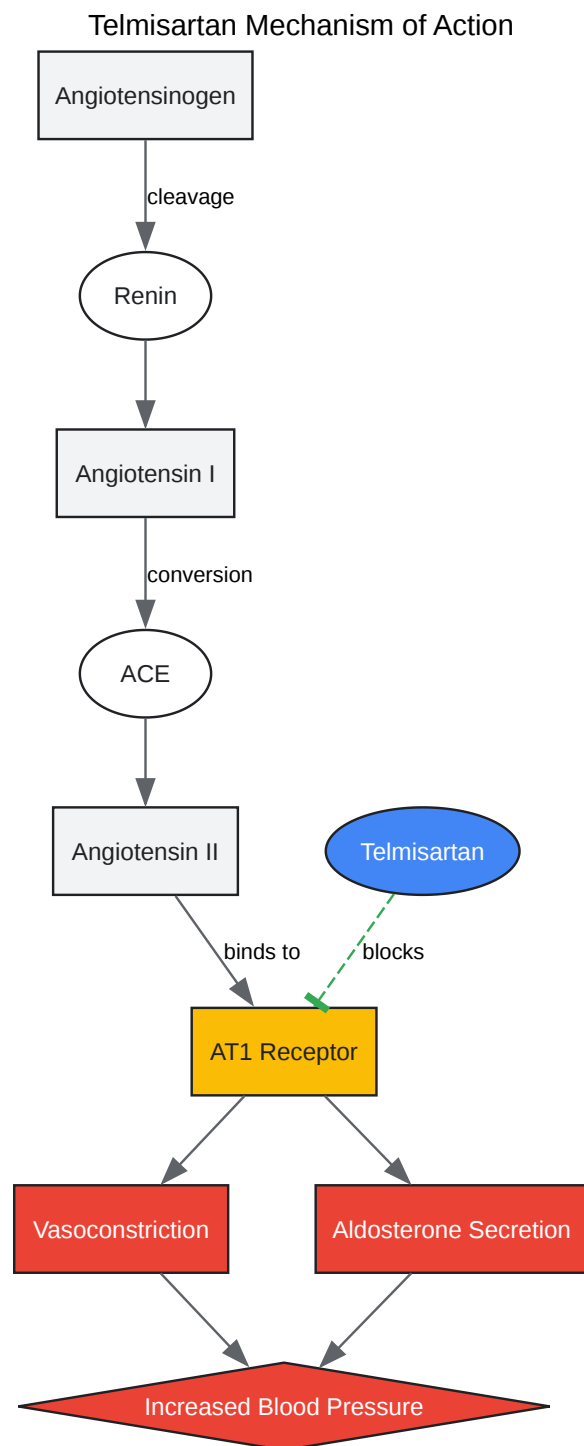 Telmisartan Mechanism of Action
Angiotensinogen
cleavage
Renin
Angiotensin I
conversion
ACE
Angiotensin II
Telmisartan
binds to
blocks
AT1 Receptor
Vasoconstriction
Aldosterone Secretion
Increased Blood Pressure